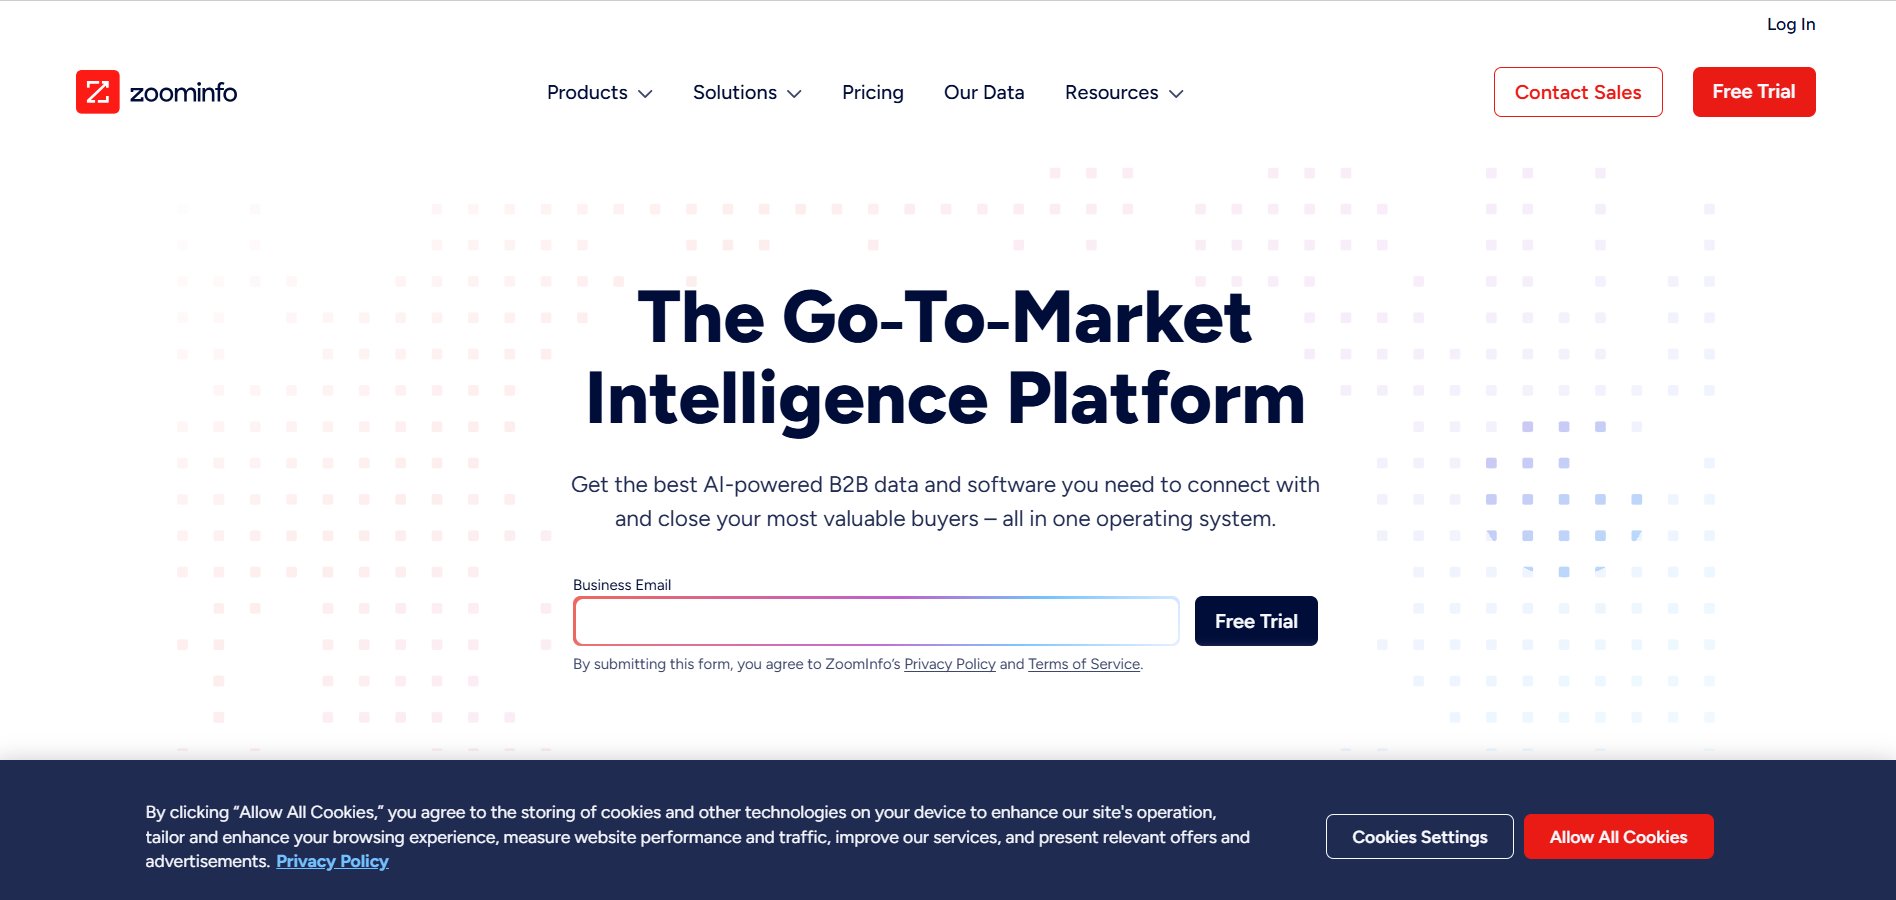 Log In
zoominfo
Products
Solutions
Pricing
Our Data
Resources
Contact Sales
Free Trial
The Go-To-Market
Intelligence Platform
Get the best AI-powered B2B data and software you need to connect with
and close your most valuable buyers – all in one operating system.
Business Email
Free Trial
By submitting this form, you agree to ZoomInfo’s Privacy Policy and Terms of Service.
By clicking “Allow All Cookies,” you agree to the storing of cookies and other technologies on your device to enhance our site's operation,
tailor and enhance your browsing experience, measure website performance and traffic, improve our services, and present relevant offers and
advertisements. Privacy Policy
Cookies Settings
Allow All Cookies